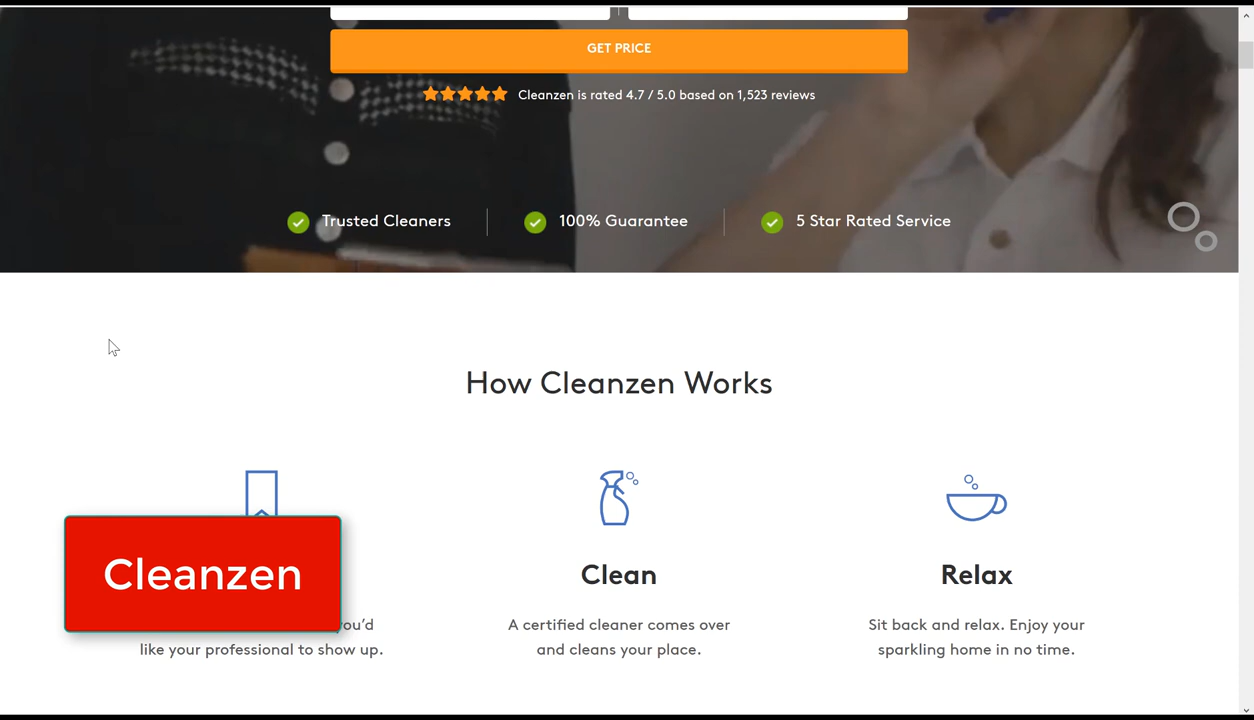 GET PRICE
Cleanzen is rated 4.7 / 5.0 based on 1,523 reviews
Trusted Cleaners
100% Guarantee
5 Star Rated Service
How Cleanzen Works
Cleanzen
you’d
like your professional to show up.
Clean
A certified cleaner comes over
and cleans your place.
Relax
Sit back and relax. Enjoy your
sparkling home in no time.